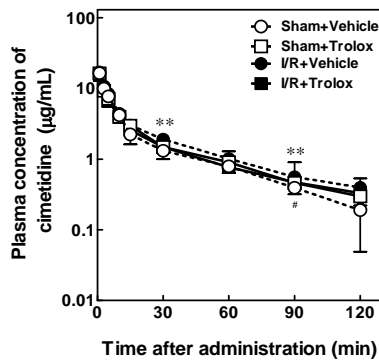 Sham+Vehicle
Sham+Trolox
I/R+Vehicle
I/R+Trolox
Plasma concentration of
cimetidine (µg/mL)
100
10
1
0.1
0.01
**
**
#
0
30
60
90
120
Time after administration (min)